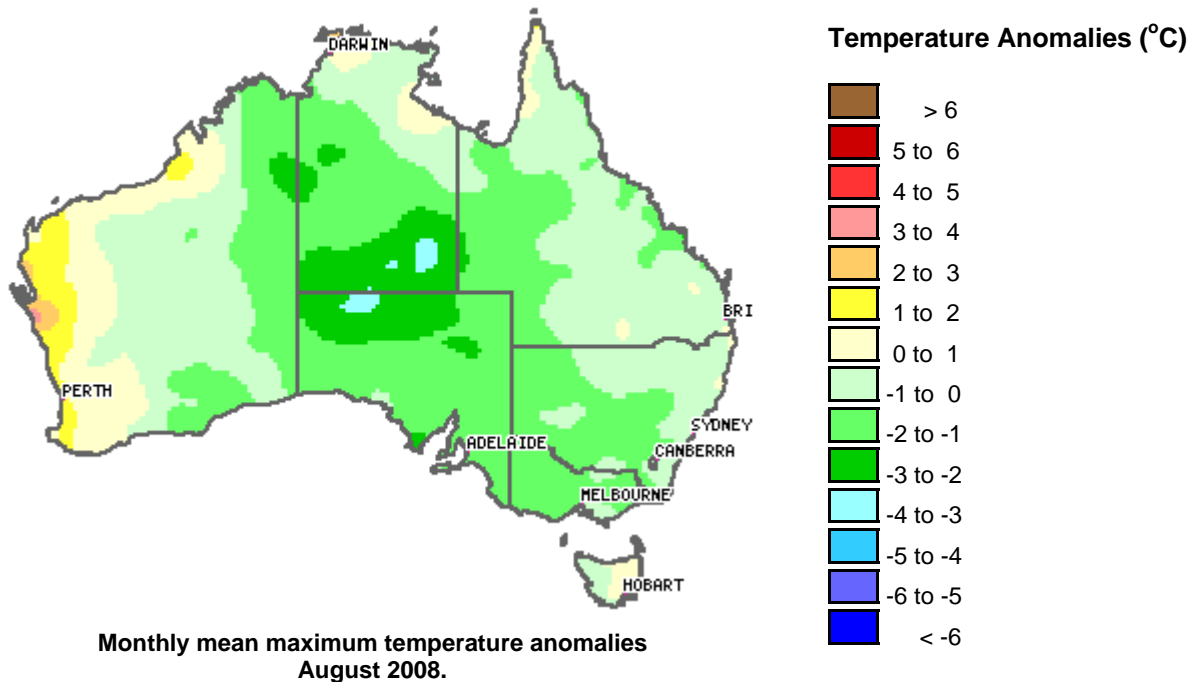 DARWIN
BRI
PERTH
SYDNEY
ADELAIDE
CANBERRA
MELBOURNE
HOBART
Monthly mean maximum temperature anomalies
August 2008.
Temperature Anomalies (°C)
> 6
5 to 6
4 to 5
3 to 4
2 to 3
1 to 2
0 to 1
-1 to 0
-2 to -1
-3 to -2
-4 to -3
-5 to -4
-6 to -5
< -6